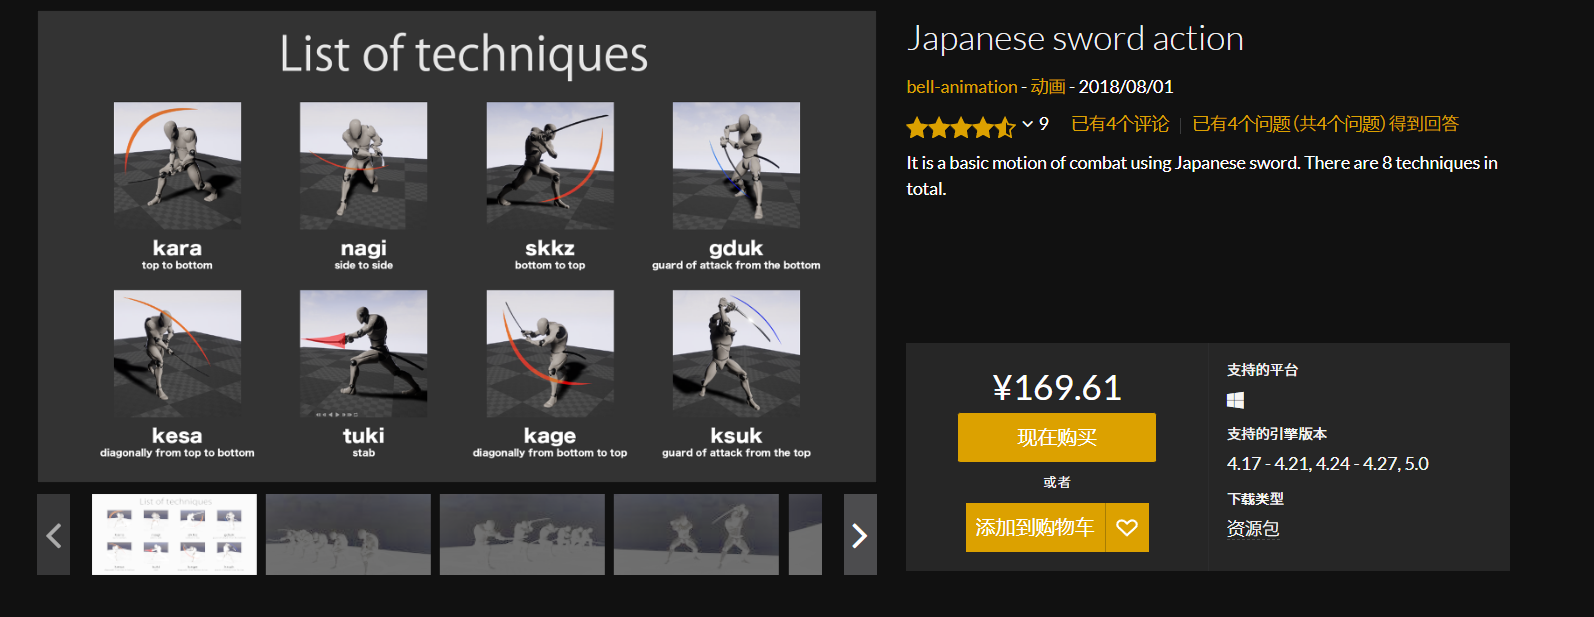 List of techniques
kara
top to bottom
nagi
side to side
skkz
bottom to top
gduk
guard of attack from the bottom
kesa
diagonally from top to bottom
tuki
stab
kage
diagonally from bottom to top
ksuk
guard of attack from the top
List of techniques
Japanese sword action
bell-animation - 动画 - 2018/08/01
9 已有4个评论 已有4个问题 (共4个问题) 得到回答
It is a basic motion of combat using Japanese sword. There are 8 techniques in
total.
¥169.61
现在购买
或者
添加到购物车
支持的平台
支持的引擎版本
4.17 - 4.21, 4.24 - 4.27, 5.0
下载类型
资源包